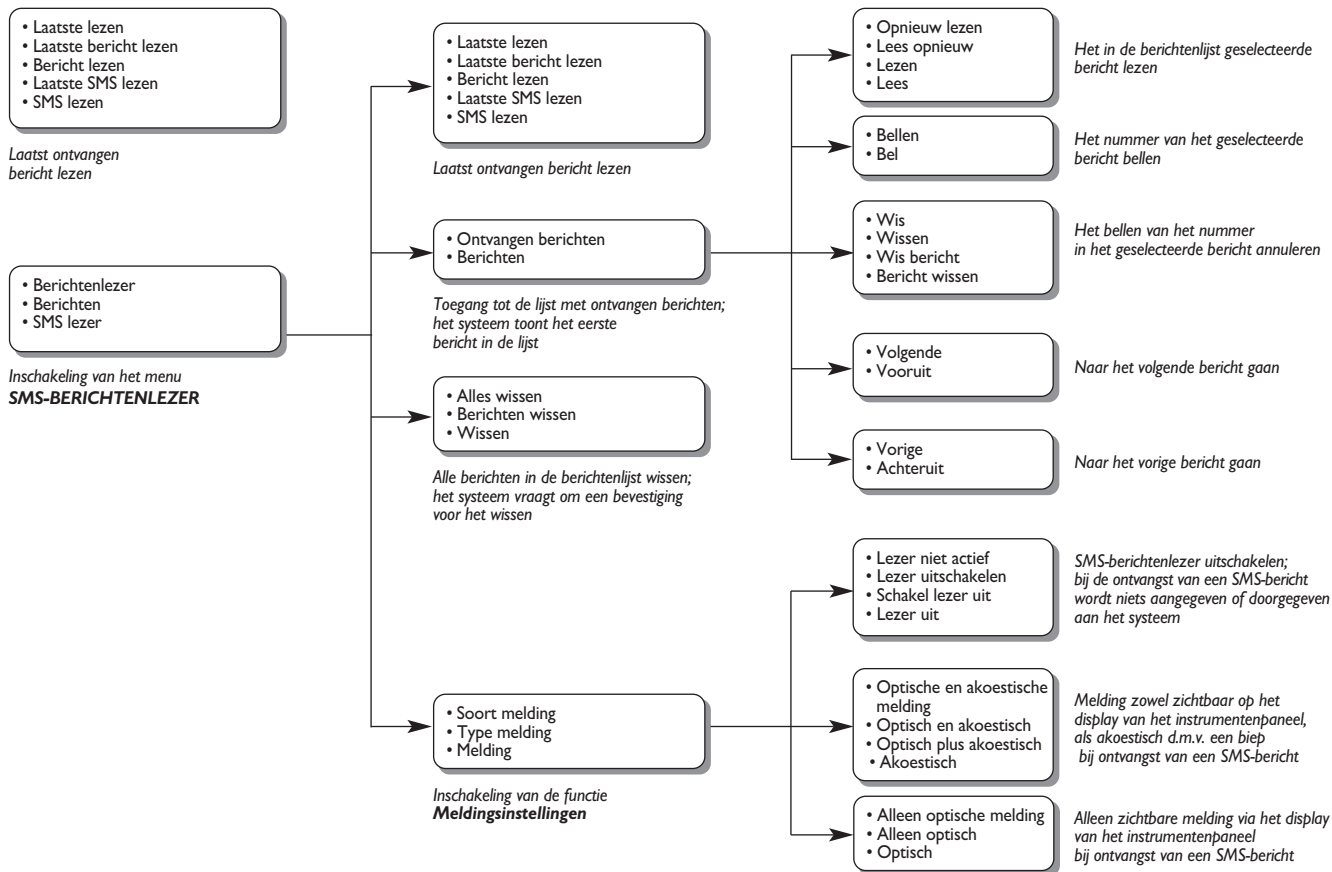 • Laatste lezen
• Laatste bericht lezen
• Bericht lezen
• Laatste SMS lezen
• SMS lezen
Laatst ontvangen
bericht lezen
• Berichtenlezer
• Berichten
• SMS lezer
Inschakeling van het menu
SMS-BERICHTENLEZER
• Laatste lezen
• Laatste bericht lezen
• Bericht lezen
• Laatste SMS lezen
• SMS lezen
Laatst ontvangen bericht lezen
• Ontvangen berichten
• Berichten
Toegang tot de lijst met ontvangen berichten;
het systeem toont het eerste
bericht in de lijst
• Alles wissen
• Berichten wissen
• Wissen
Alle berichten in de berichtenlijst wissen;
het systeem vraagt om een bevestiging
voor het wissen
• Soort melding
• Type melding
• Melding
Inschakeling van de functie
Meldingsinstellingen
• Opnieuw lezen
• Lees opnieuw
• Lezen
• Lees
Het in de berichtenlijst geselecteerde
bericht lezen
• Bellen
• Bel
Het nummer van het geselecteerde
bericht bellen
• Wis
• Wissen
• Wis bericht
• Bericht wissen
Het bellen van het nummer
in het geselecteerde bericht annuleren
• Volgende
• Vooruit
Naar het volgende bericht gaan
• Vorige
• Achteruit
Naar het vorige bericht gaan
• Lezer niet actief
• Lezer uitschakelen
• Schakel lezer uit
• Lezer uit
SMS-berichtenlezer uitschakelen;
bij de ontvangst van een SMS-bericht
wordt niets aangegeven of doorgegeven
aan het systeem
• Optische en akoestische
melding
• Optisch en akoestisch
• Optisch plus akoestisch
• Akoestisch
Melding zowel zichtbaar op het
display van het instrumentenpaneel,
als akoestisch d.m.v. een biep
bij ontvangst van een SMS-bericht
• Alleen optische melding
• Alleen optisch
• Optisch
Alleen zichtbare melding via het display
van het instrumentenpaneel
bij ontvangst van een SMS-bericht